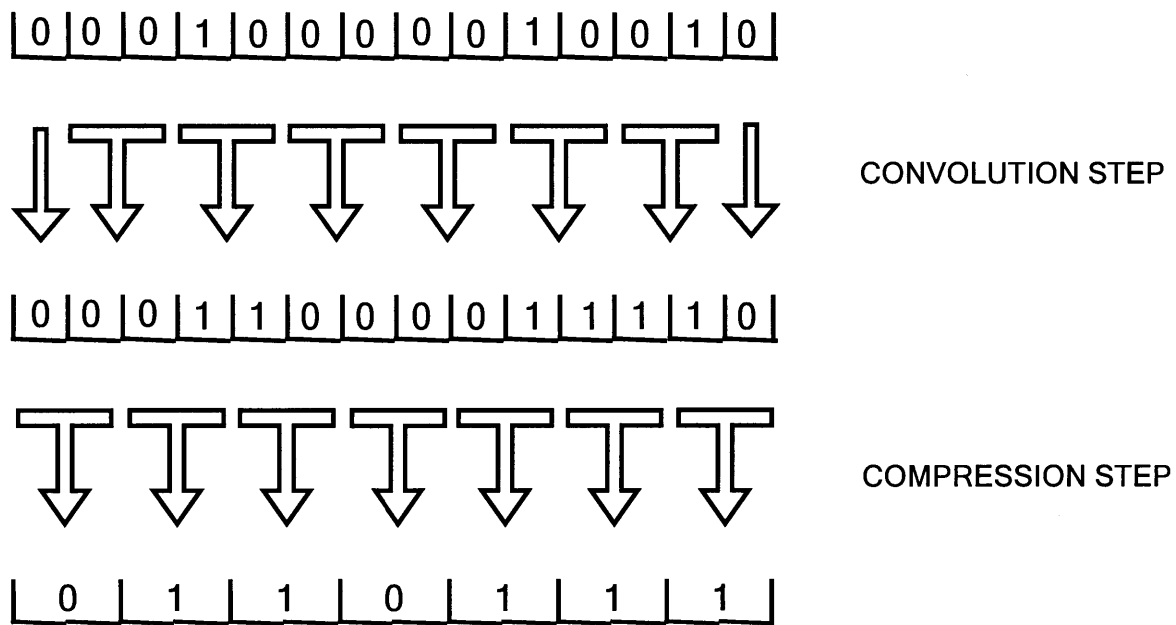 0 0 0 1 0 0 0 0 0 1 0 0 1 0
CONVOLUTION STEP
0 0 0 1 1 0 0 0 0 1 1 1 1 0
COMPRESSION STEP
0 1 1 0 1 1 1